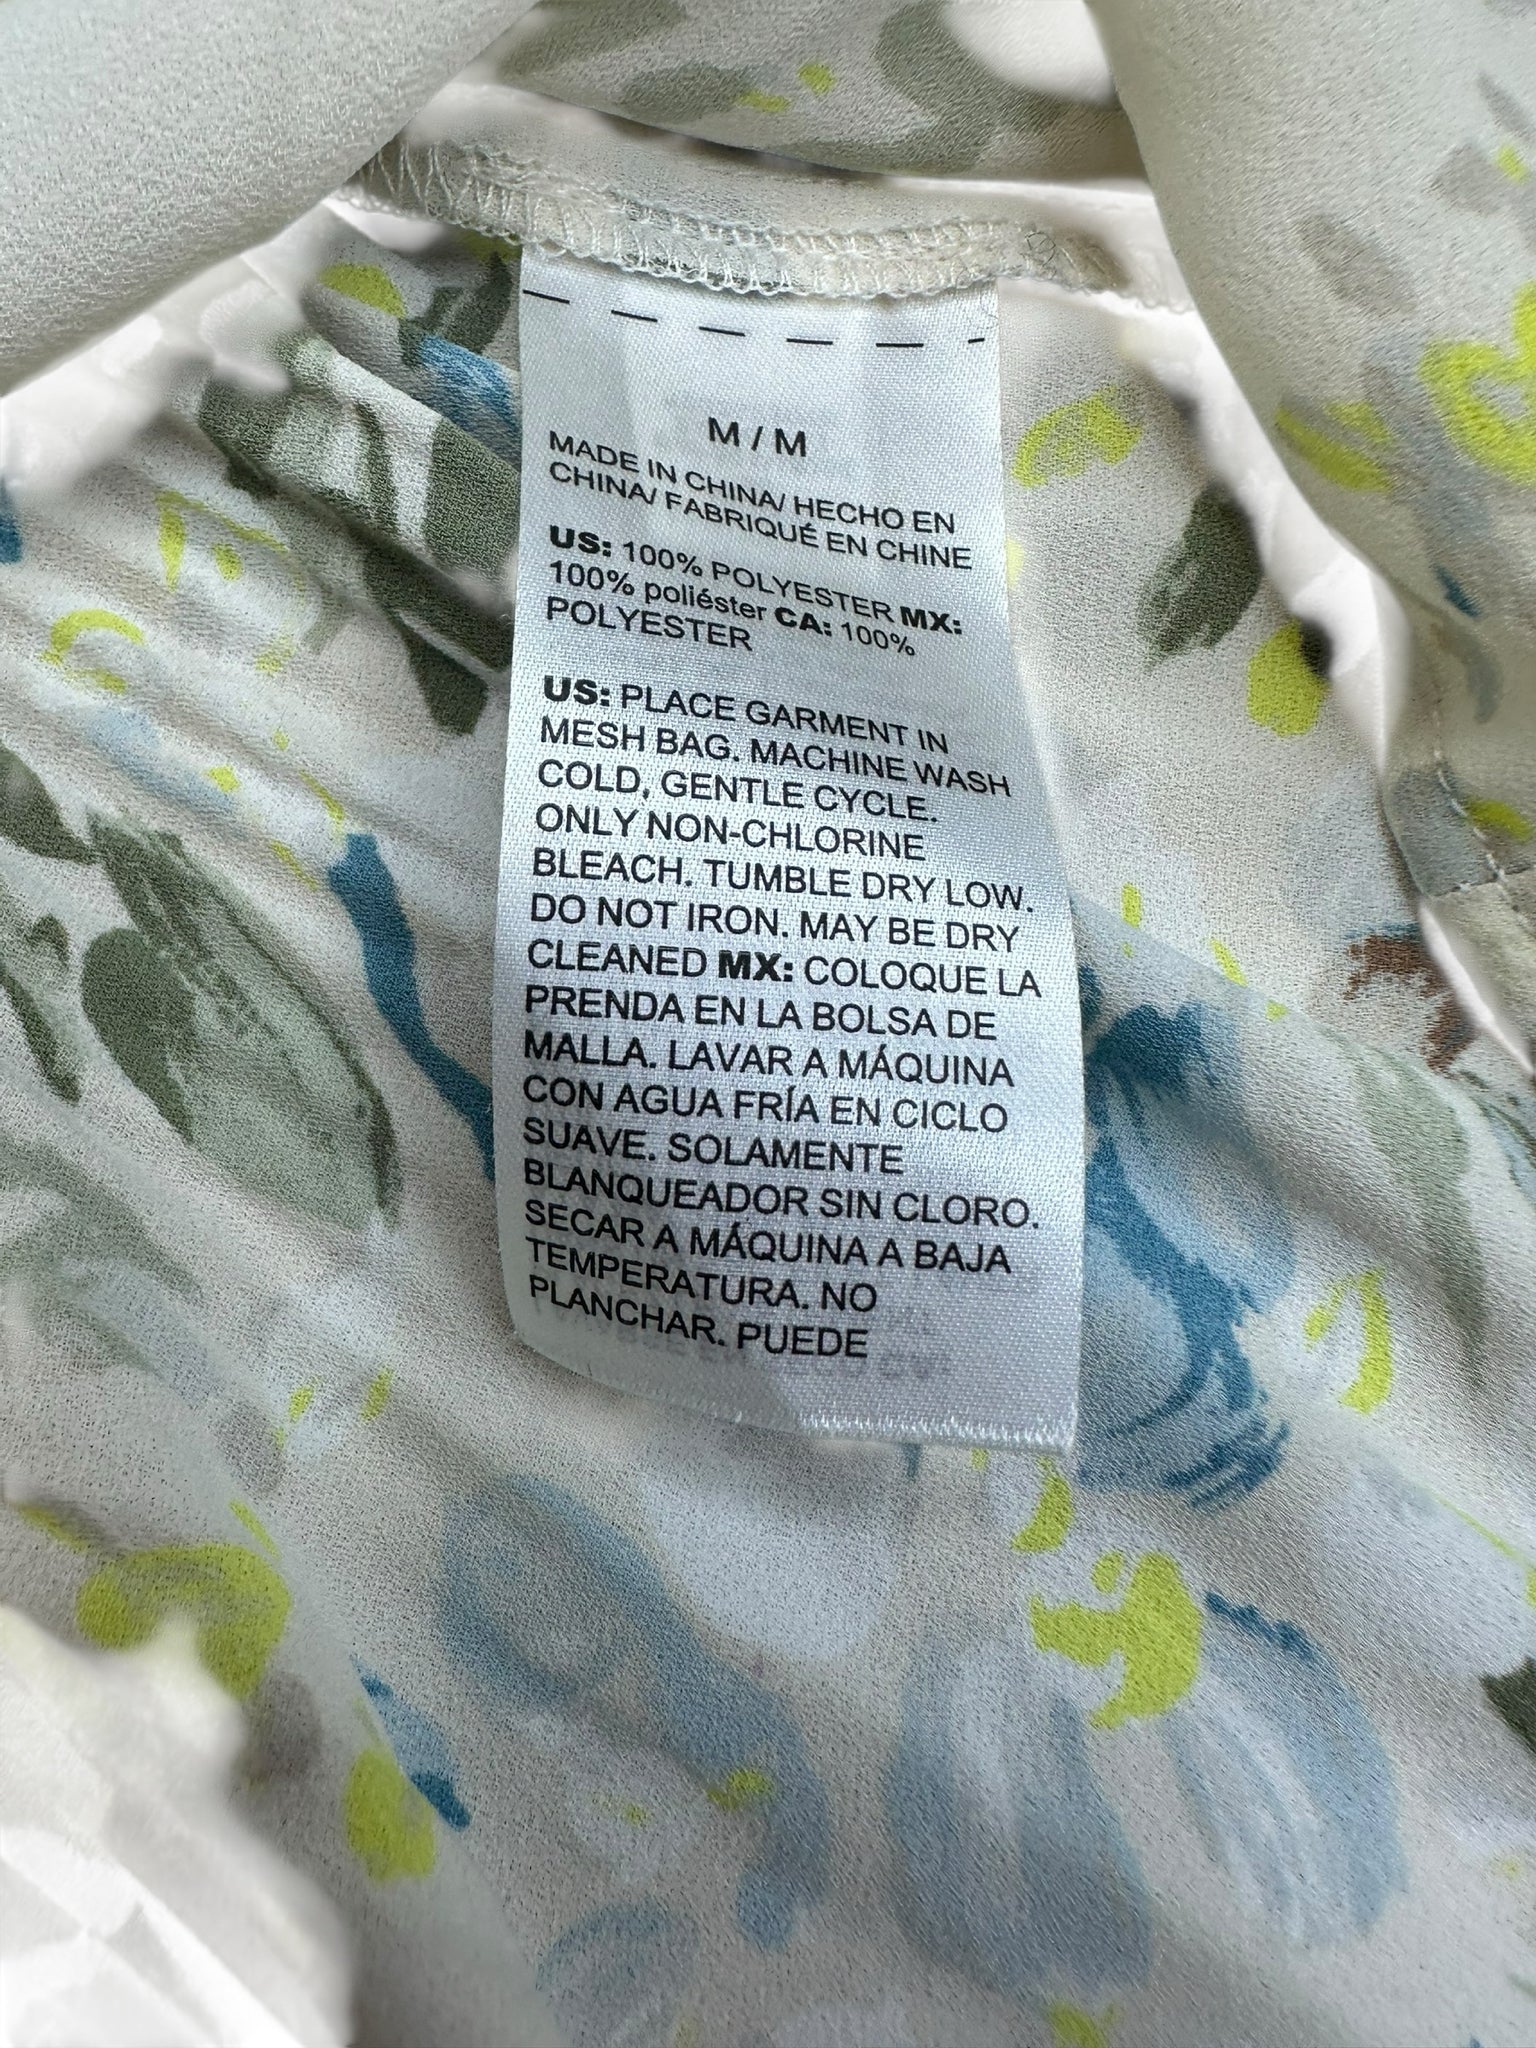 M / M
MADE IN CHINA/ HECHO EN
CHINA/ FABRIQUÉ EN CHINE
US: 100% POLYESTER MX:
100% poliéster CA: 100%
POLYESTER
US: PLACE GARMENT IN
MESH BAG. MACHINE WASH
COLD, GENTLE CYCLE.
ONLY NON-CHLORINE
BLEACH. TUMBLE DRY LOW.
DO NOT IRON. MAY BE DRY
CLEANED MX: COLOQUE LA
PRENDA EN LA BOLSA DE
MALLA. LAVAR A MÁQUINA
CON AGUA FRÍA EN CICLO
SUAVE. SOLAMENTE
BLANQUEADOR SIN CLORO.
SECAR A MÁQUINA A BAJA
TEMPERATURA. NO
PLANCHAR. PUEDE